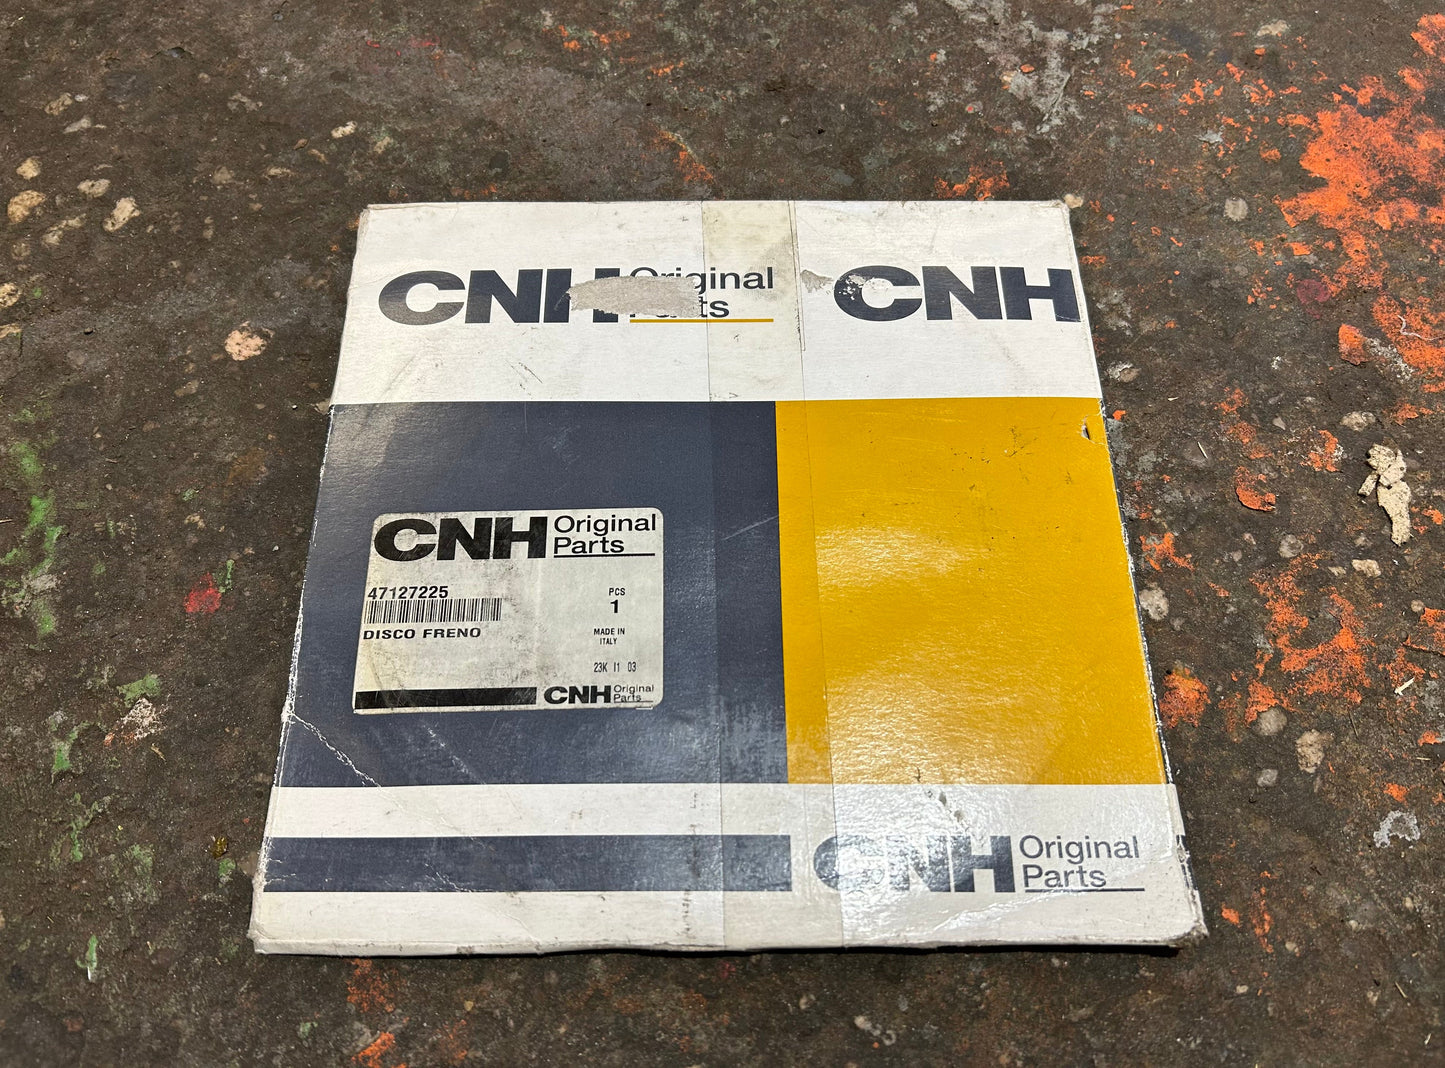 CNH Original
Parts
CNH
CNH Original
Parts
47127225
PCS
1
DISCO FRENO
MADE IN
ITALY
23K I1 03
CNH Original
Parts
CNH Original
Parts